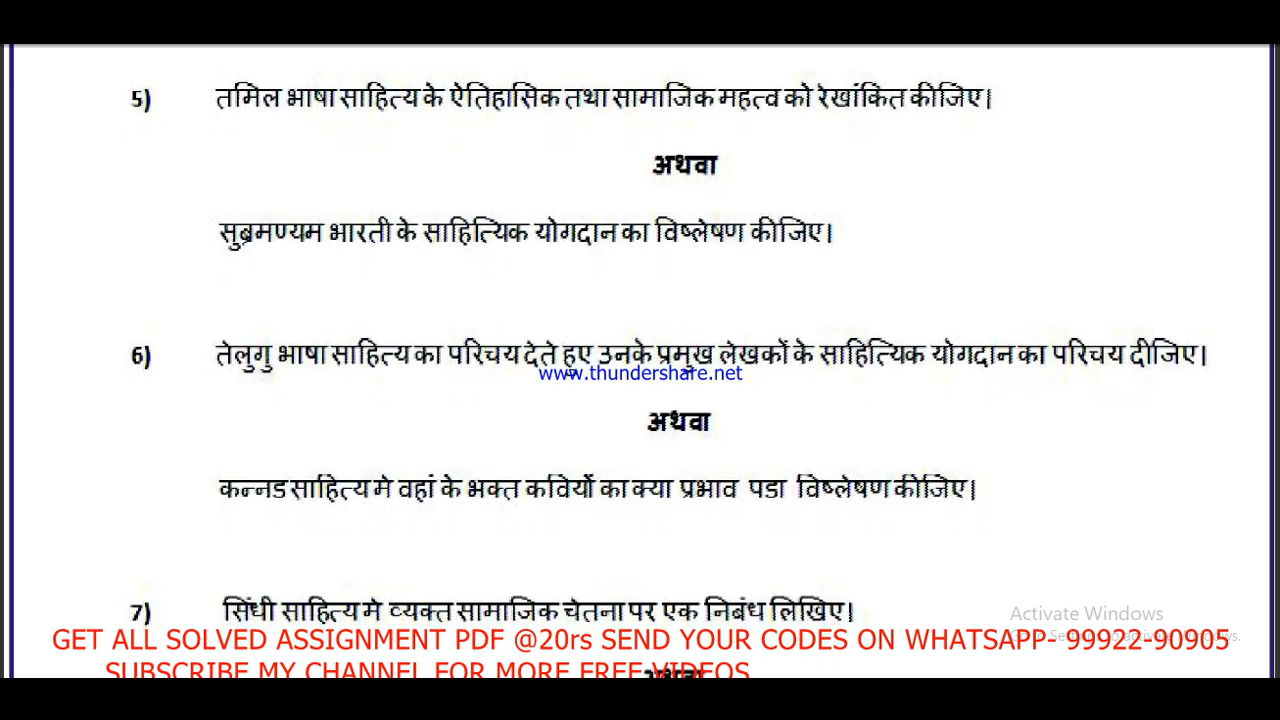 5) तमिल भाषा साहित्य के ऐतिहासिक तथा सामाजिक महत्व को रेखांकित कीजिए।
अथवा
सुब्रमण्यम भारती के साहित्यिक योगदान का विष्लेषण कीजिए।
6) तेलुगु भाषा साहित्य का परिचय देते हुए उनके प्रमुख लेखकों के साहित्यिक योगदान का परिचय दीजिए।
www.thundershare.net
अथवा
कन्नड साहित्य मे वहां के भक्त कवियों का क्या प्रभाव पडा विष्लेषण कीजिए।
7) सिंधी साहित्य मे व्यक्त सामाजिक चेतना पर एक निबंध लिखिए।
Activate Windows
GET ALL SOLVED ASSIGNMENT PDF @20rs SEND YOUR CODES ON WHATSAPP- 99922-90905
SUBSCRIBE MY CHANNEL FOR MORE FREE VIDEOS
अथवा